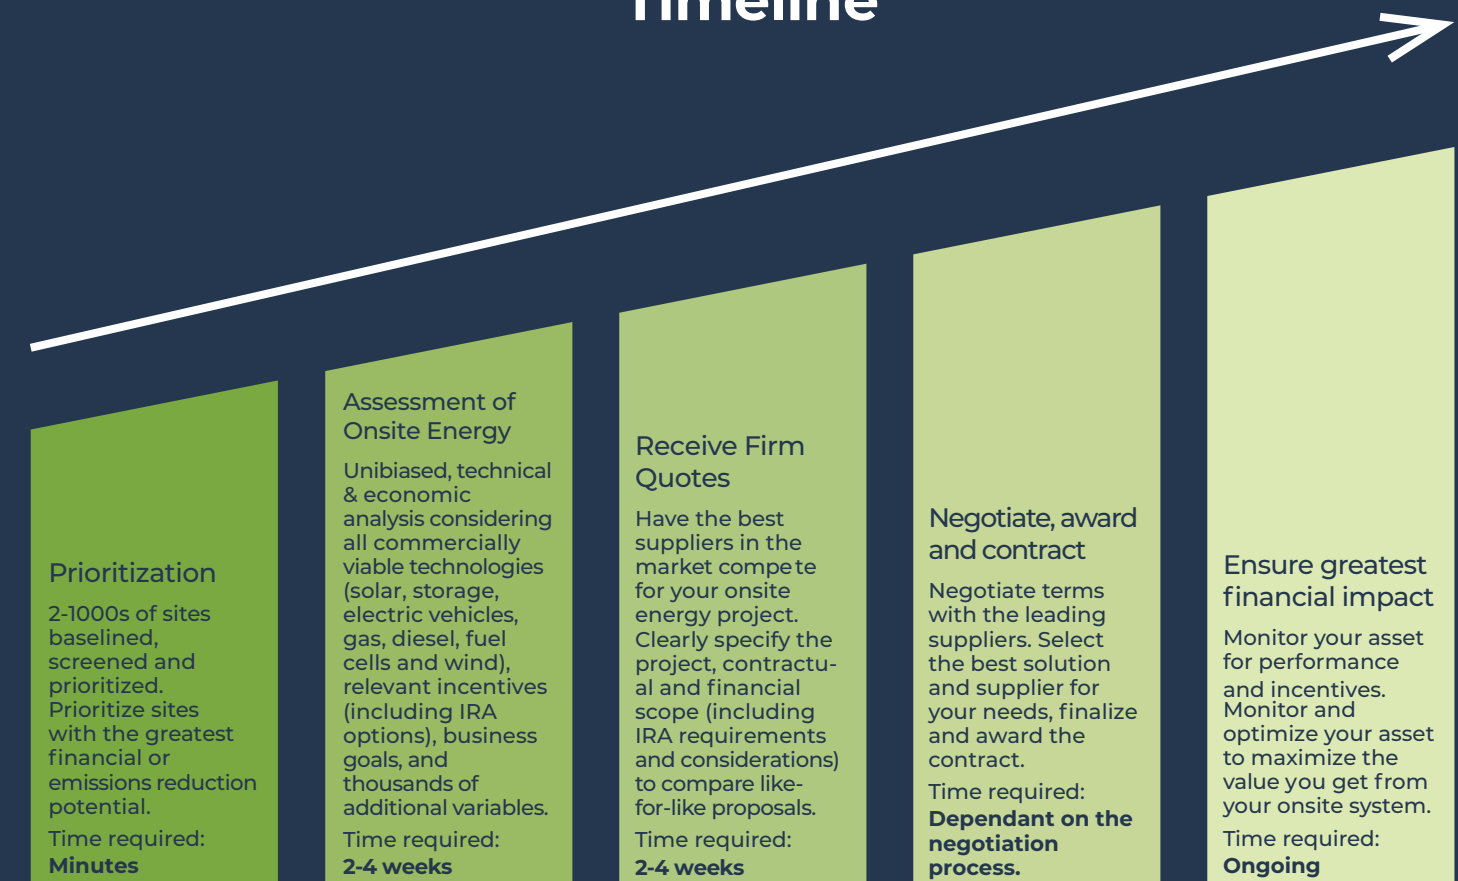 Timeline
Prioritization
2-1000s of sites
baselined,
screened and
prioritized.
Prioritize sites
with the greatest
financial or
emissions reduction
potential.
Time required:
Minutes
Assessment of
Onsite Energy
Unibiased, technical
& economic
analysis considering
all commercially
viable technologies
(solar, storage,
electric vehicles,
gas, diesel, fuel
cells and wind),
relevant incentives
(including IRA
options), business
goals, and
thousands of
additional variables.
Time required:
2-4 weeks
Receive Firm
Quotes
Have the best
suppliers in the
market compete
for your onsite
energy project.
Clearly specify the
project, contractu-
al and financial
scope (including
IRA requirements
and considerations)
to compare like-
for-like proposals.
Time required:
2-4 weeks
Negotiate, award
and contract
Negotiate terms
with the leading
suppliers. Select
the best solution
and supplier for
your needs, finalize
and award the
contract.
Time required:
Dependant on the
negotiation
process.
Ensure greatest
financial impact
Monitor your asset
for performance
and incentives.
Monitor and
optimize your asset
to maximize the
value you get from
your onsite system.
Time required:
Ongoing